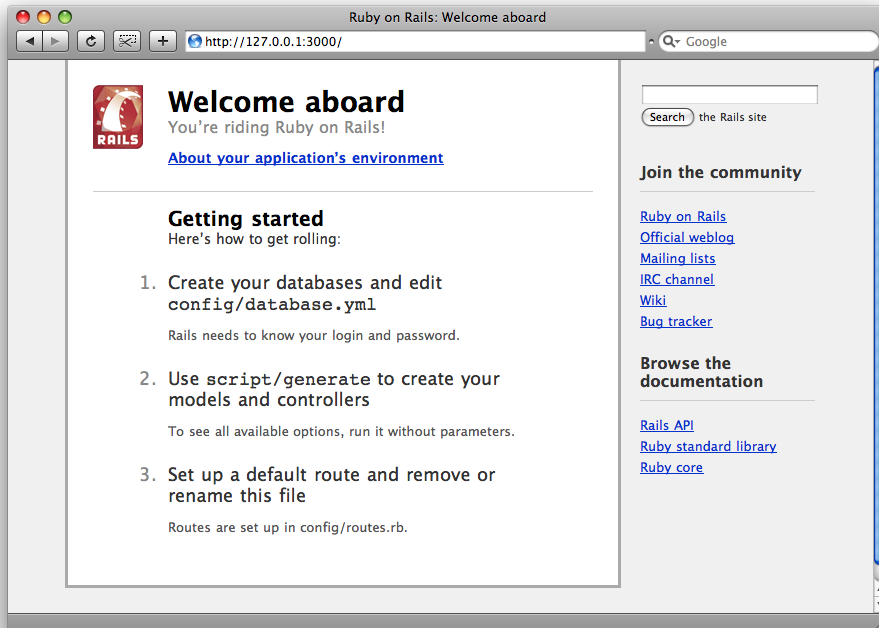 Ruby on Rails: Welcome aboard
http://127.0.0.1:3000/
Google
RAILS
Welcome aboard
You're riding Ruby on Rails!
About your application's environment
Getting started
Here's how to get rolling:
1. Create your databases and edit
config/database.yml
Rails needs to know your login and password.
2. Use script/generate to create your
models and controllers
To see all available options, run it without parameters.
3. Set up a default route and remove or
rename this file
Routes are set up in config/routes.rb.
Search the Rails site
Join the community
Ruby on Rails
Official weblog
Mailing lists
IRC channel
Wiki
Bug tracker
Browse the
documentation
Rails API
Ruby standard library
Ruby core